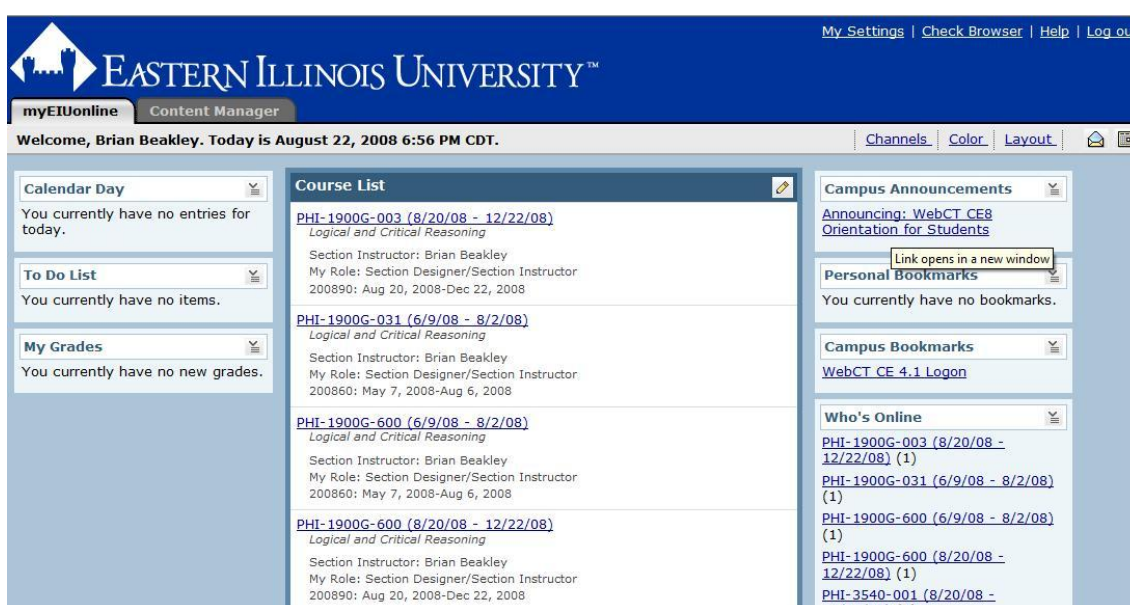 My Settings | Check Browser | Help | Log ou
EASTERN ILLINOIS UNIVERSITY™
myEIUonline Content Manager
Welcome, Brian Beakley. Today is August 22, 2008 6:56 PM CDT.
Channels Color Layout
Calendar Day
You currently have no entries for
today.
To Do List
You currently have no items.
My Grades
You currently have no new grades.
Course List
PHI-1900G-003 (8/20/08 - 12/22/08)
Logical and Critical Reasoning
Section Instructor: Brian Beakley
My Role: Section Designer/Section Instructor
200890: Aug 20, 2008-Dec 22, 2008
PHI-1900G-031 (6/9/08 - 8/2/08)
Logical and Critical Reasoning
Section Instructor: Brian Beakley
My Role: Section Designer/Section Instructor
200860: May 7, 2008-Aug 6, 2008
PHI-1900G-600 (6/9/08 - 8/2/08)
Logical and Critical Reasoning
Section Instructor: Brian Beakley
My Role: Section Designer/Section Instructor
200860: May 7, 2008-Aug 6, 2008
PHI-1900G-600 (8/20/08 - 12/22/08)
Logical and Critical Reasoning
Section Instructor: Brian Beakley
My Role: Section Designer/Section Instructor
200890: Aug 20, 2008-Dec 22, 2008
Campus Announcements
Announcing: WebCT CE8
Orientation for Students
Link opens in a new window
Personal Bookmarks
You currently have no bookmarks.
Campus Bookmarks
WebCT CE 4.1 Logon
Who's Online
PHI-1900G-003 (8/20/08 -
12/22/08) (1)
PHI-1900G-031 (6/9/08 - 8/2/08)
(1)
PHI-1900G-600 (6/9/08 - 8/2/08)
(1)
PHI-1900G-600 (8/20/08 -
12/22/08) (1)
PHI-3540-001 (8/20/08 -